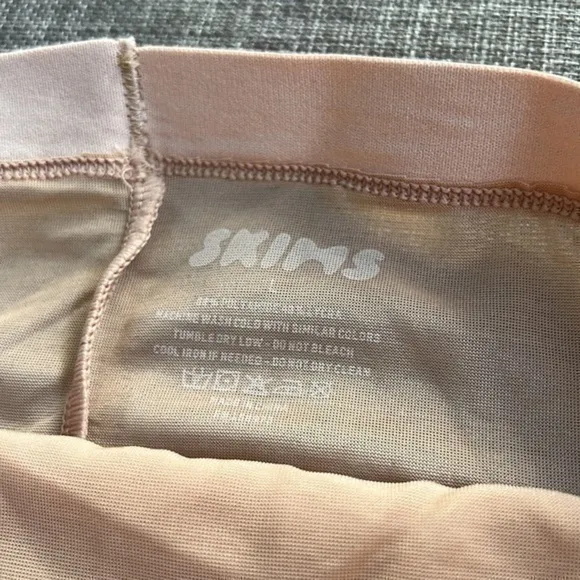 SKIMS
L
MACHINE WASH COLD WITH SIMILAR COLORS
TUMBLE DRY LOW - DO NOT BLEACH
COOL IRON IF NEEDED - DO NOT DRY CLEAN